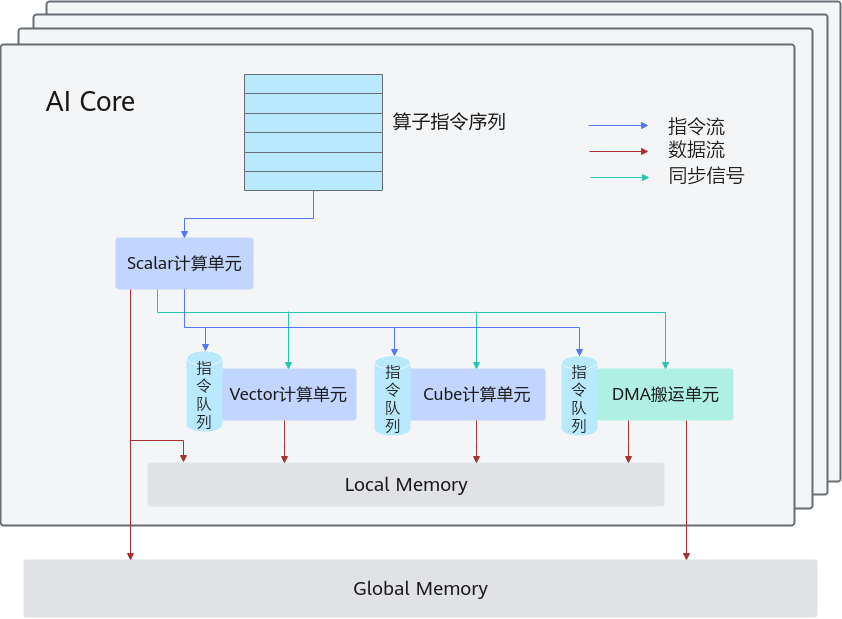 AI Core
算子指令序列
指令流
数据流
同步信号
Scalar计算单元
指令队列
Vector计算单元
指令队列
Cube计算单元
指令队列
DMA搬运单元
Local Memory
Global Memory